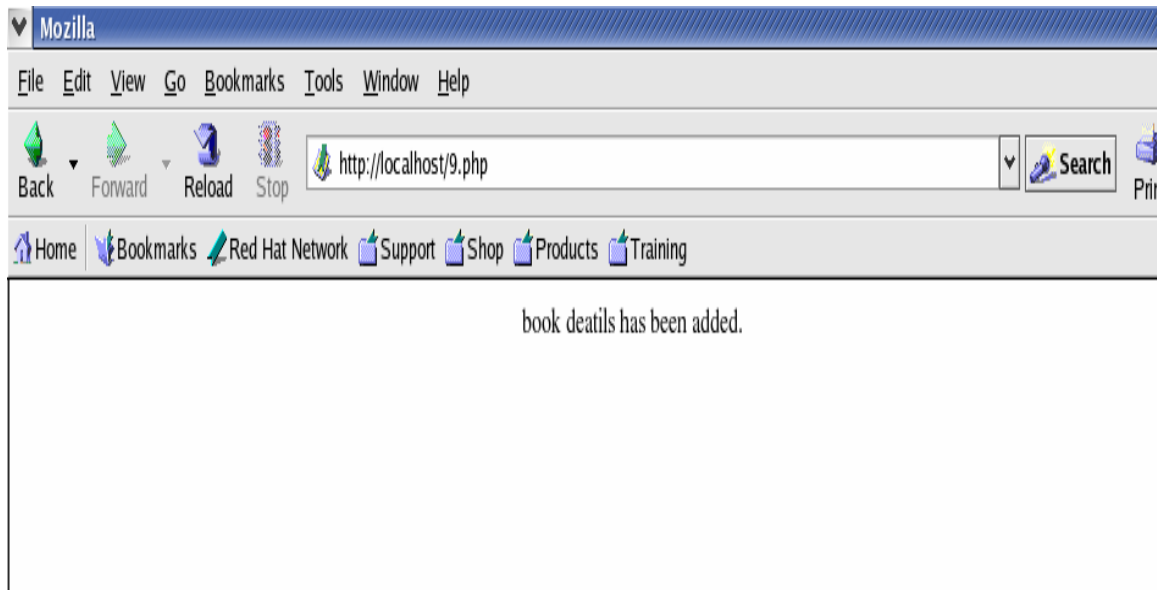 Mozilla
File Edit View Go Bookmarks Tools Window Help
http://localhost/9.php Search
Back Forward Reload Stop
Home Bookmarks Red Hat Network Support Shop Products Training
book deatils has been added.